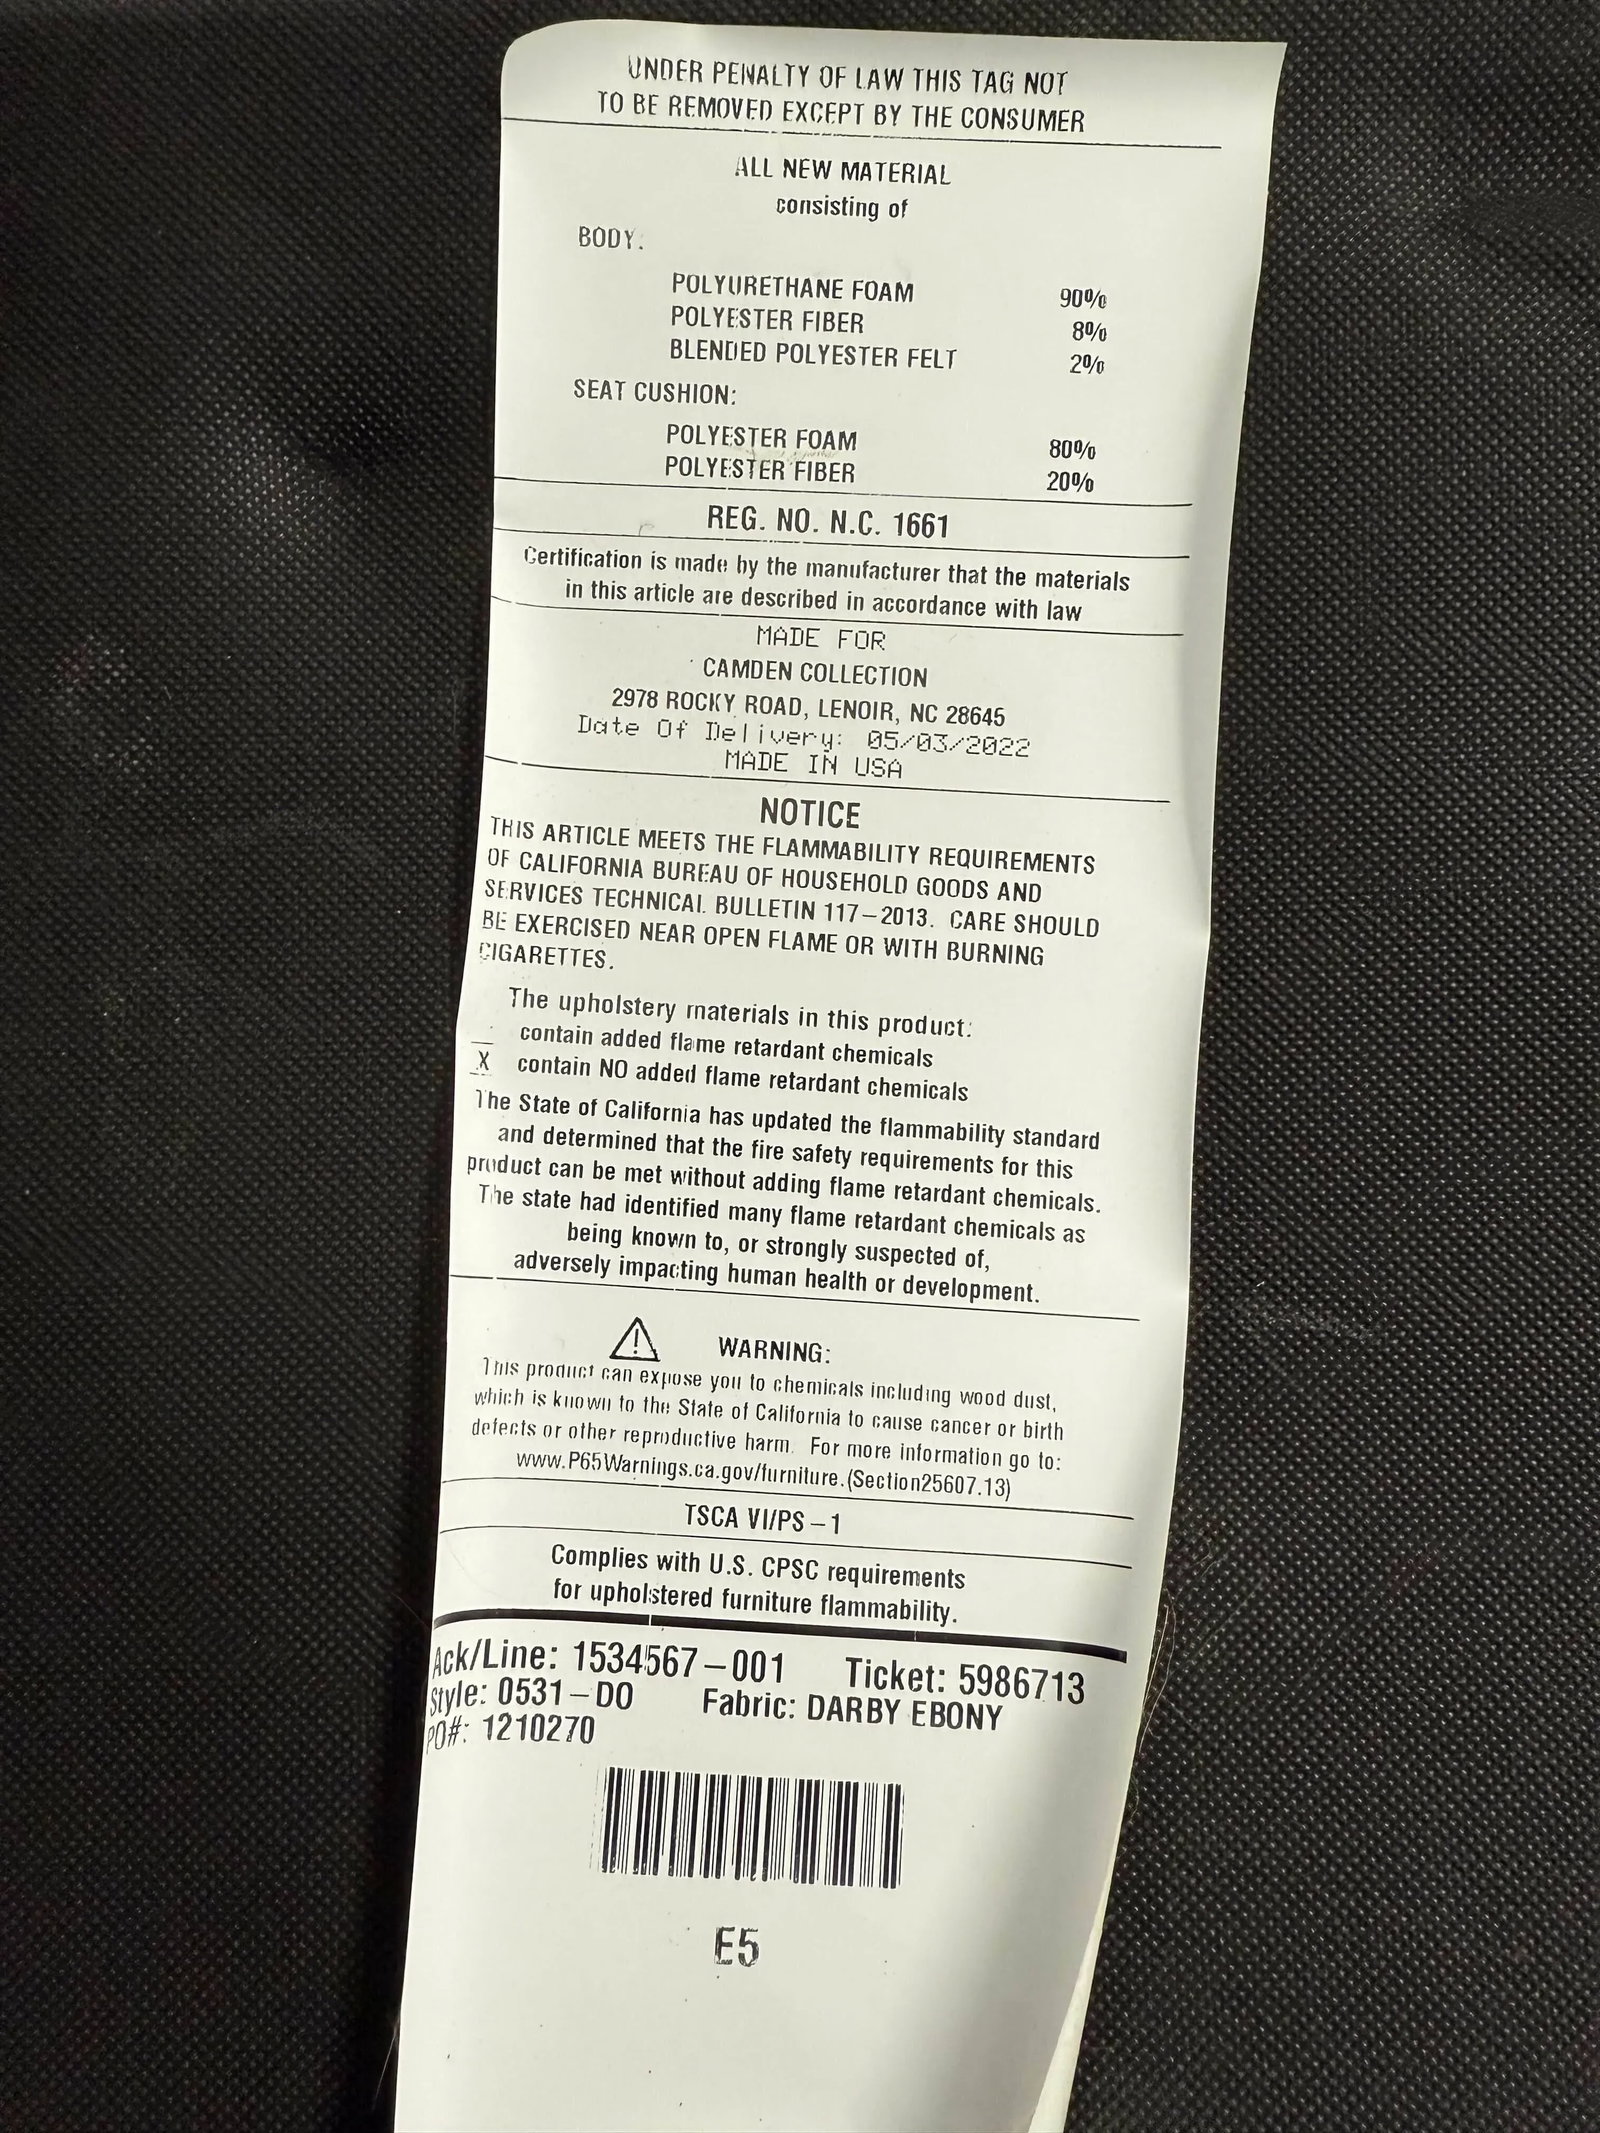 UNDER PENALTY OF LAW THIS TAG NOT
TO BE REMOVED EXCEPT BY THE CONSUMER
ALL NEW MATERIAL
consisting of
BODY:
POLYURETHANE FOAM 90%
POLYESTER FIBER 8%
BLENDED POLYESTER FELT 2%
SEAT CUSHION:
POLYESTER FOAM 80%
POLYESTER FIBER 20%
REG. NO. N.C. 1661
Certification is made by the manufacturer that the materials
in this article are described in accordance with law
MADE FOR
CAMDEN COLLECTION
2978 ROCKY ROAD, LENOIR, NC 28645
Date Of Delivery: 05/03/2022
MADE IN USA
NOTICE
THIS ARTICLE MEETS THE FLAMMABILITY REQUIREMENTS
OF CALIFORNIA BUREAU OF HOUSEHOLD GOODS AND
SERVICES TECHNICAL BULLETIN 117-2013. CARE SHOULD
BE EXERCISED NEAR OPEN FLAME OR WITH BURNING
CIGARETTES.
The upholstery materials in this product:
__ contain added flame retardant chemicals
X contain NO added flame retardant chemicals
The State of California has updated the flammability standard
and determined that the fire safety requirements for this
product can be met without adding flame retardant chemicals.
The state had identified many flame retardant chemicals as
being known to, or strongly suspected of,
adversely impacting human health or development.
WARNING:
This product can expose you to chemicals including wood dust,
which is known to the State of California to cause cancer or birth
defects or other reproductive harm. For more information go to:
www.P65Warnings.ca.gov/furniture.(Section25607.13)
TSCA VI/PS-1
Complies with U.S. CPSC requirements
for upholstered furniture flammability.
Ack/Line: 1534567-001 Ticket: 5986713
Style: 0531-DO Fabric: DARBY EBONY
PO#: 1210270
E5